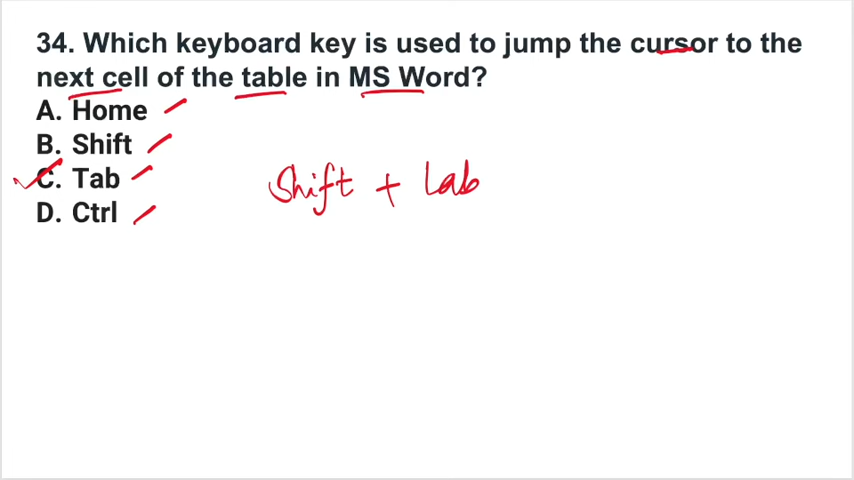 34. Which keyboard key is used to jump the cursor to the
next cell of the table in MS Word?
A. Home
B. Shift
C. Tab
Shift + Tab
D. Ctrl